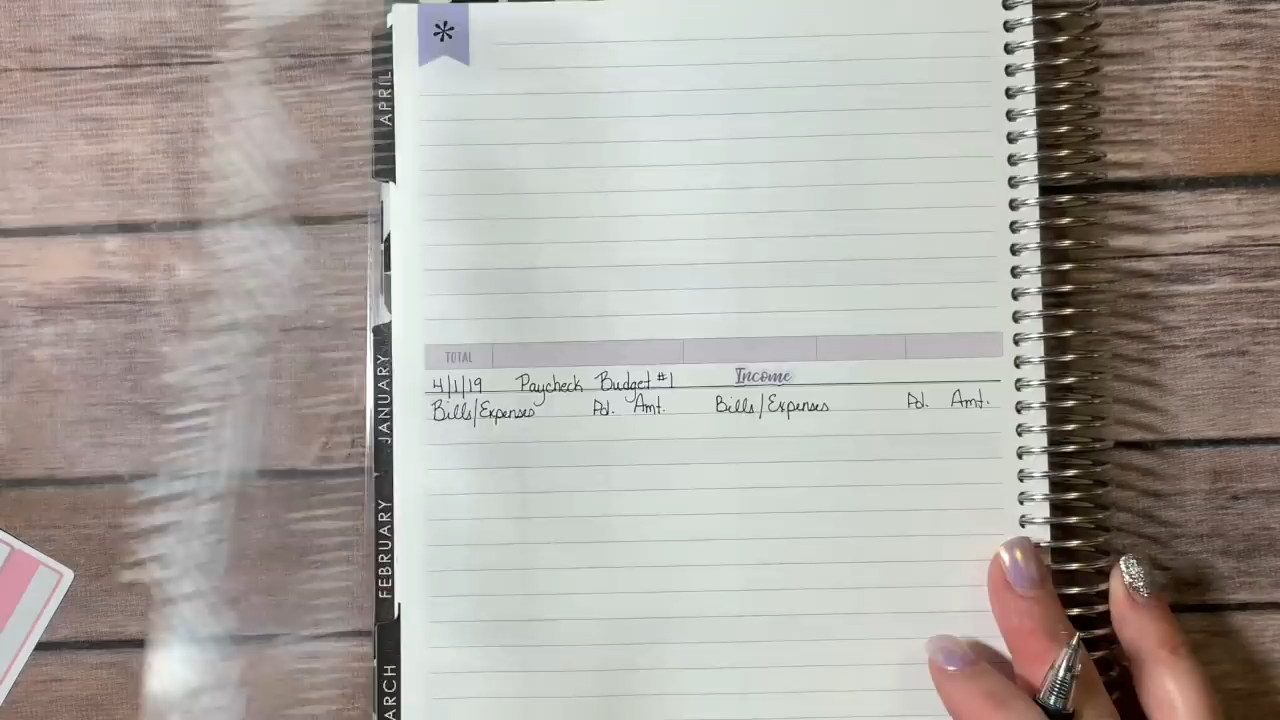 *
APRIL
TOTAL
4/1/19 Paycheck Budget #1 Income
Bills/Expenses Pd. Amt. Bills/Expenses Pd. Amt.
JANUARY
FEBRUARY
ARCH